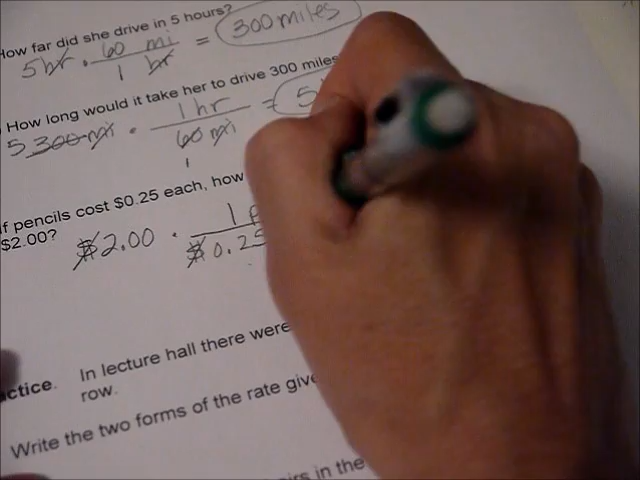 How far did she drive in 5 hours?
5 hr · 60 mi / 1 hr = 300 miles
How long would it take her to drive 300 miles
5 300 mi · 1 hr / 60 mi = 5
1
If pencils cost $0.25 each, how
$2.00?
$2.00 · 1 p / $0.25
In lecture hall there were
row.
Write the two forms of the rate give
in the